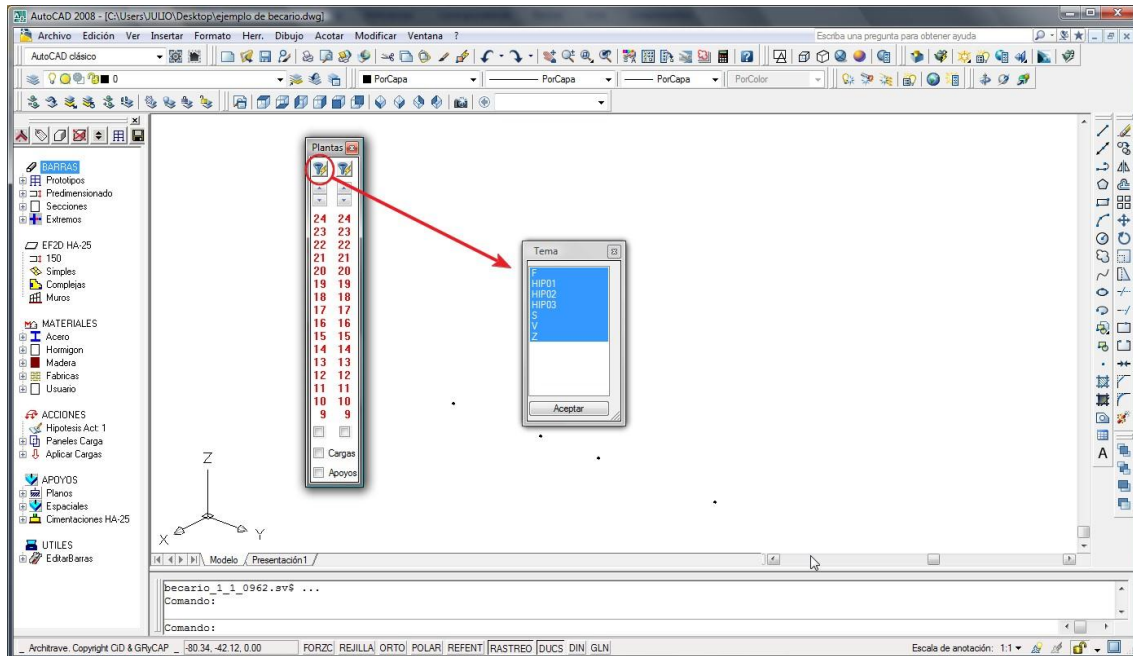 AutoCAD 2008 - [C:\Users\JULIO\Desktop\ejemplo de becario.dwg]
Archivo Edición Ver Insertar Formato Herr. Dibujo Acotar Modificar Ventana ?
Escriba una pregunta para obtener ayuda
AutoCAD clásico
0
PorCapa
PorCapa
PorCapa
PorColor
BARRAS
Prototipos
Predimensionado
Secciones
Extremos
EF2D HA-25
150
Simples
Complejas
Muros
MATERIALES
Acero
Hormigon
Madera
Fabricas
Usuario
ACCIONES
Hipotesis Act: 1
Paneles Carga
Aplicar Cargas
APOYOS
Planos
Espaciales
Cimentaciones HA-25
UTILES
EditarBarras
Plantas
24 24
23 23
22 22
21 21
20 20
19 19
18 18
17 17
16 16
15 15
14 14
13 13
12 12
11 11
10 10
9 9
Cargas
Apoyos
Tema
F
HIP01
HIP02
HIP03
S
V
Z
Aceptar
Z
X
Y
A
Modelo Presentación1
becario_1_1_0962.sv$ ...
Comando:
Comando:
_ Architrave. Copyright CiD & GRyCAP _ -80.34, -42.12, 0.00 FORZC REJILLA ORTO POLAR REFENT RASTREO DUCS DIN GLN Escala de anotación: 1:1